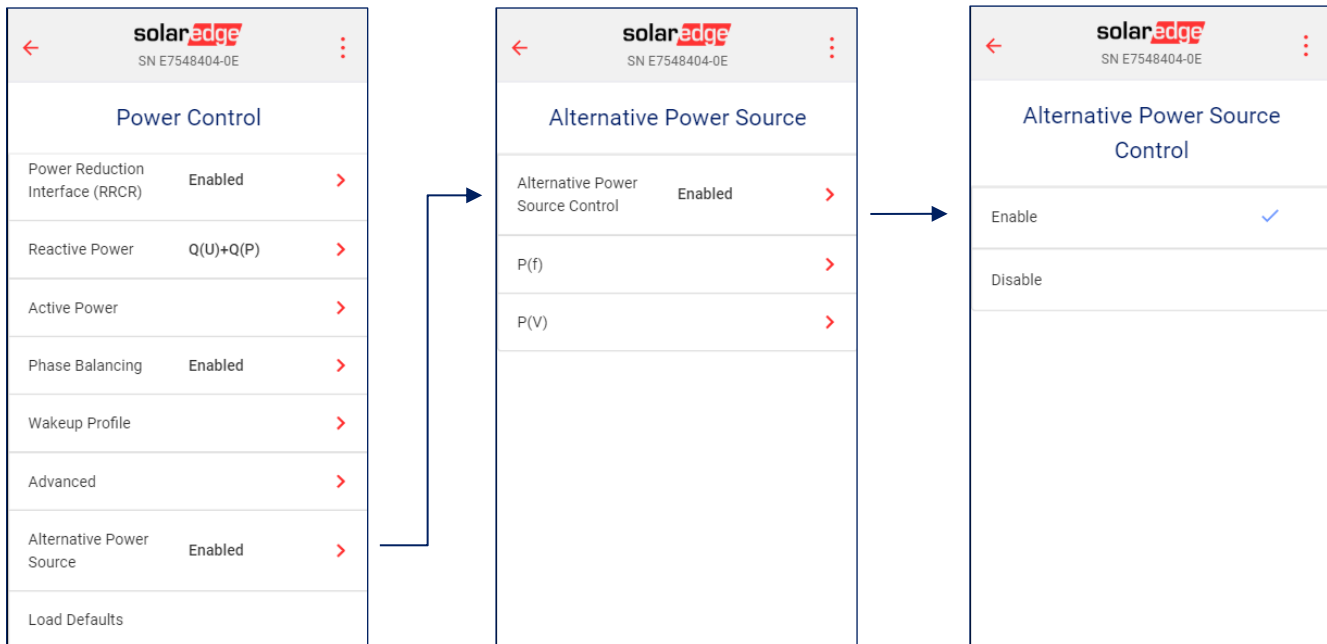 solaredge
SN E7548404-0E
Power Control
Power Reduction
Interface (RRCR)
Enabled
Reactive Power
Q(U)+Q(P)
Active Power
Phase Balancing
Enabled
Wakeup Profile
Advanced
Alternative Power
Source
Enabled
Load Defaults
solaredge
SN E7548404-0E
Alternative Power Source
Alternative Power
Source Control
Enabled
P(f)
P(V)
solaredge
SN E7548404-0E
Alternative Power Source
Control
Enable
Disable